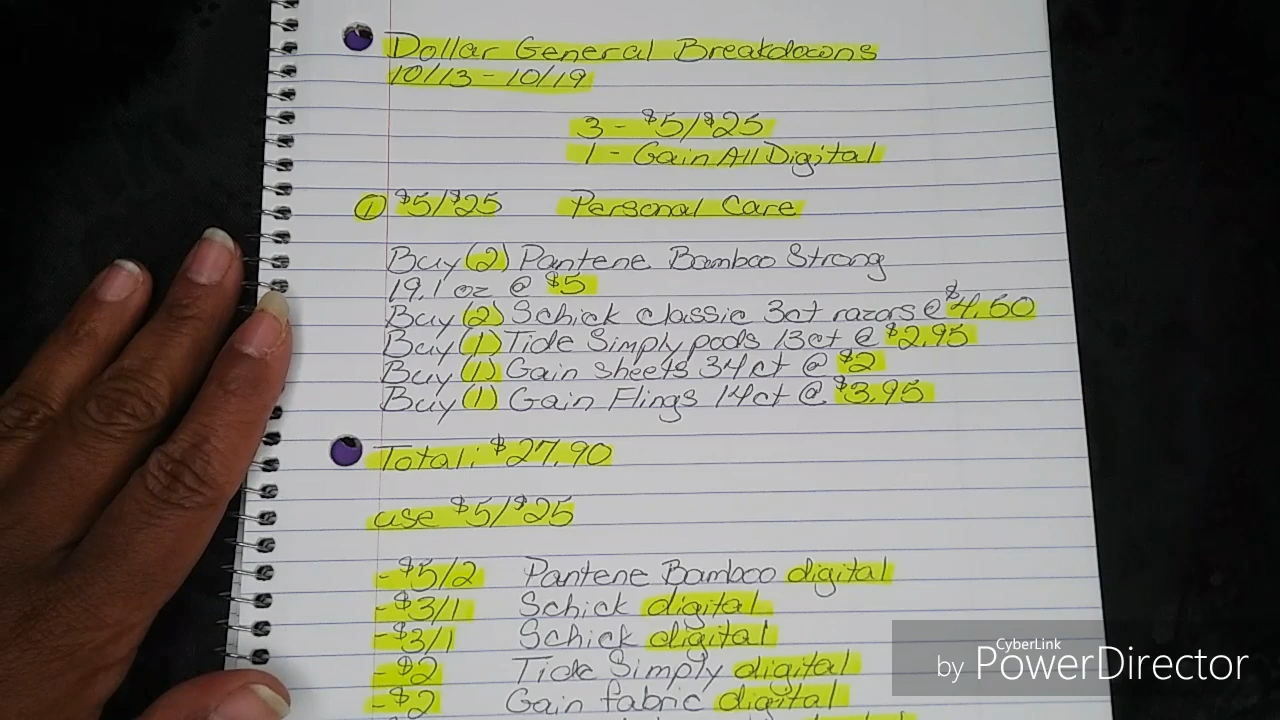 Dollar General Breakdowns
10/13 - 10/19
3 - $5/$25
1 - Gain All Digital
① $5/$25 Personal Care
Buy (2) Pantene Bamboo Strong
19.1 oz @ $5
Buy (2) Schick classic 3ct razors @ $4.50
Buy (1) Tide Simply pods 13ct @ $2.95
Buy (1) Gain sheets 34ct @ $2
Buy (1) Gain Flings 14ct @ $3.95
Total: $27.90
use $5/$25
- $5/2 Pantene Bamboo digital
- $3/1 Schick digital
- $3/1 Schick digital
- $2 Tide Simply digital
- $2 Gain fabric digital
by CyberLink PowerDirector